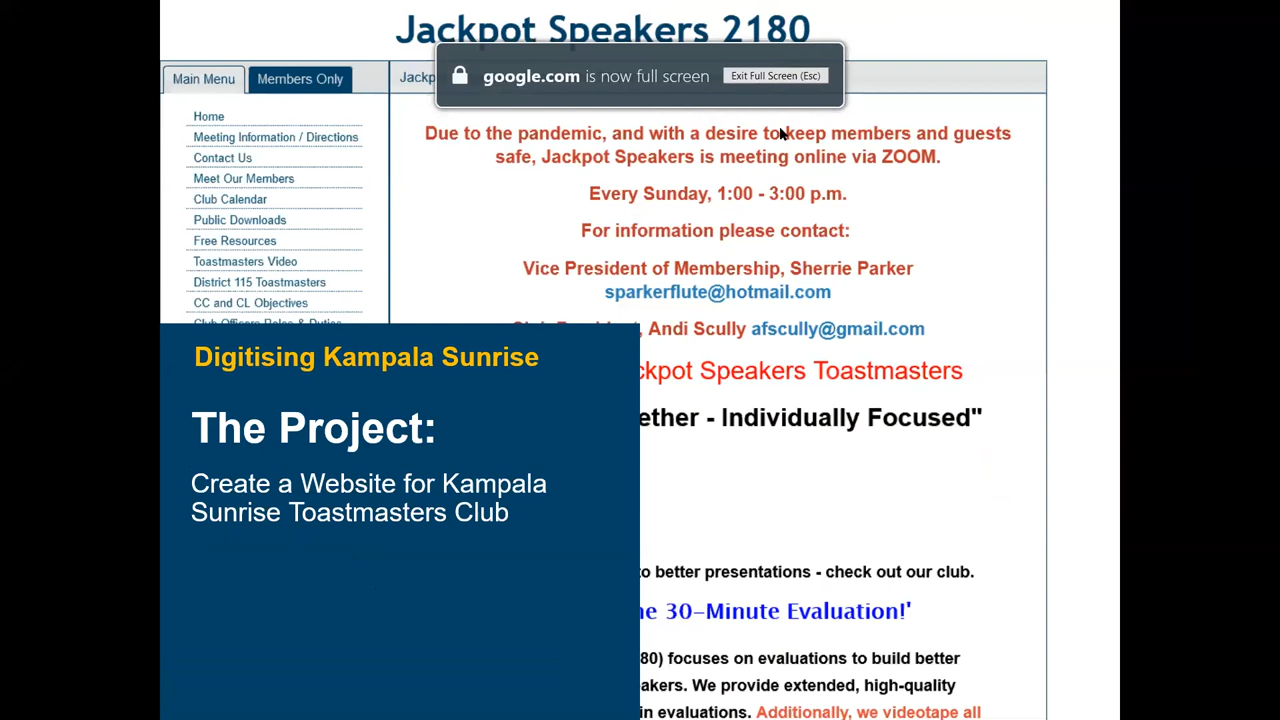 Jackpot Speakers 2180
google.com is now full screen Exit Full Screen (Esc)
Main Menu Members Only
Home
Meeting Information / Directions
Contact Us
Meet Our Members
Club Calendar
Public Downloads
Free Resources
Toastmasters Video
District 115 Toastmasters
CC and CL Objectives
Due to the pandemic, and with a desire to keep members and guests
safe, Jackpot Speakers is meeting online via ZOOM.
Every Sunday, 1:00 - 3:00 p.m.
For information please contact:
Vice President of Membership, Sherrie Parker
sparkerflute@hotmail.com
, Andi Scully afscully@gmail.com
ckpot Speakers Toastmasters
ether - Individually Focused"
to better presentations - check out our club.
ne 30–Minute Evaluation!'
80) focuses on evaluations to build better
akers. We provide extended, high-quality
in evaluations. Additionally, we videotape all
Digitising Kampala Sunrise
The Project:
Create a Website for Kampala
Sunrise Toastmasters Club